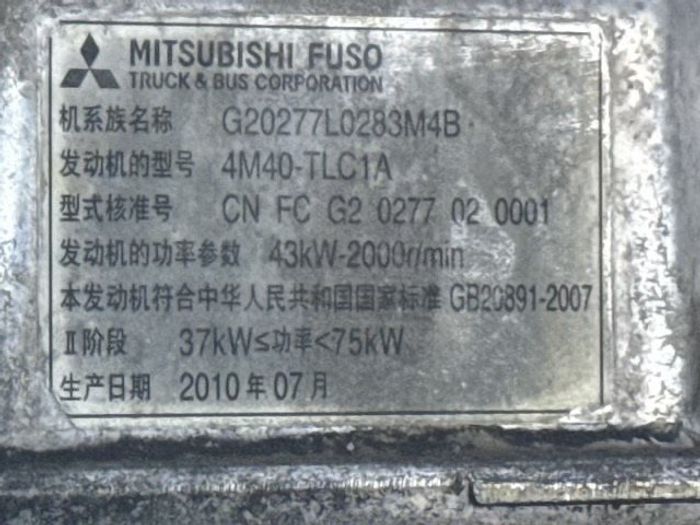 MITSUBISHI FUSO
TRUCK & BUS CORPORATION
机系族名称 G20277L0283M4B
发动机的型号 4M40-TLC1A
型式核准号 CN FC G2 0277 02 0001
发动机的功率参数 43kW-2000r/min
本发动机符合中华人民共和国国家标准 GB20891-2007
Ⅱ阶段 37kW≤功率<75kW
生产日期 2010年07月